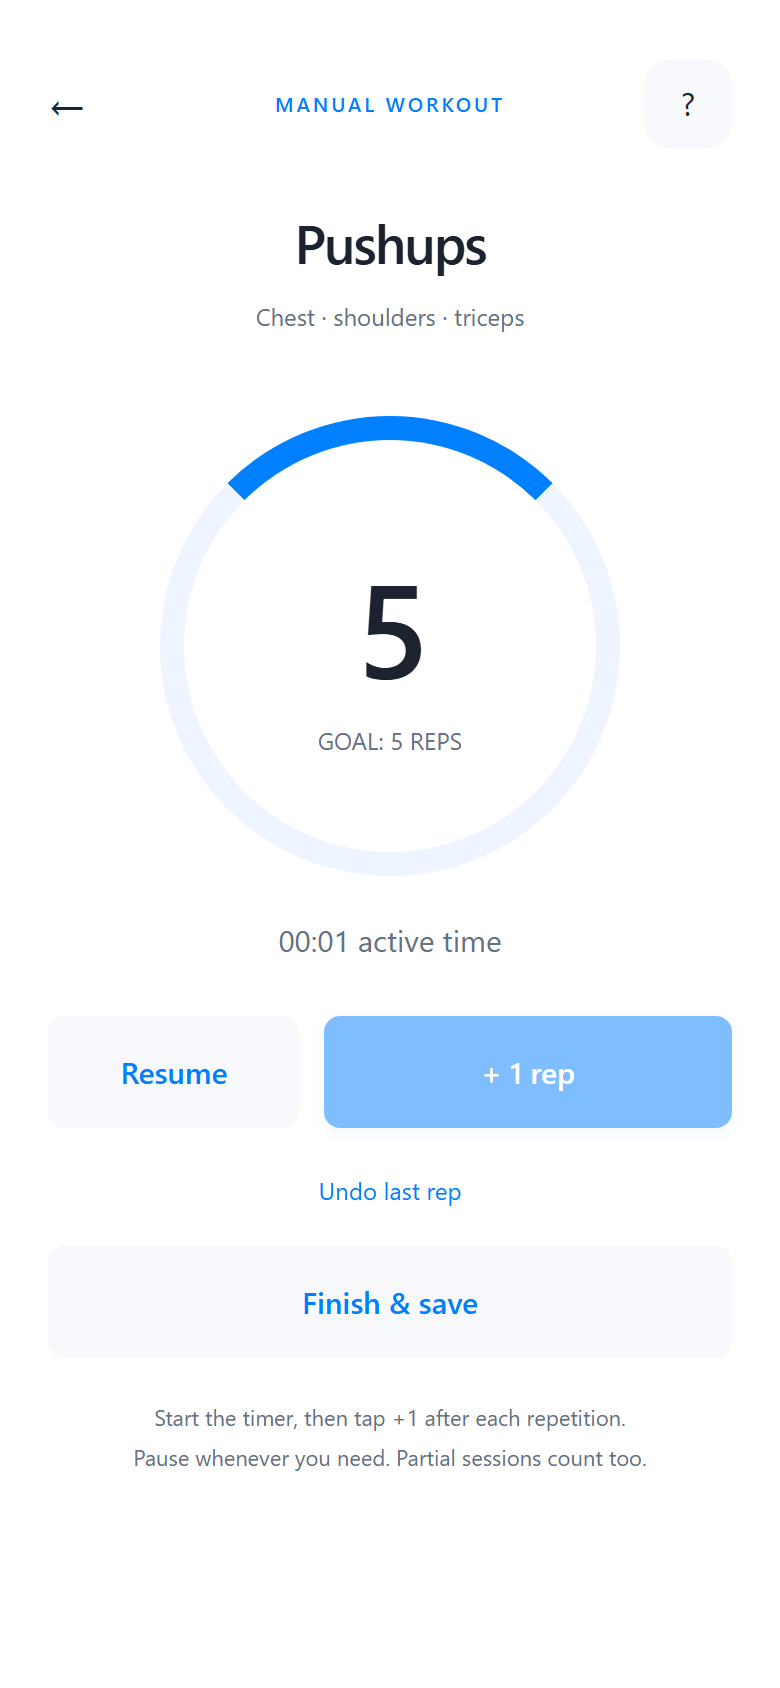 ←
MANUAL WORKOUT
?
Pushups
Chest · shoulders · triceps
5
GOAL: 5 REPS
00:01 active time
Resume
+ 1 rep
Undo last rep
Finish & save
Start the timer, then tap +1 after each repetition.
Pause whenever you need. Partial sessions count too.